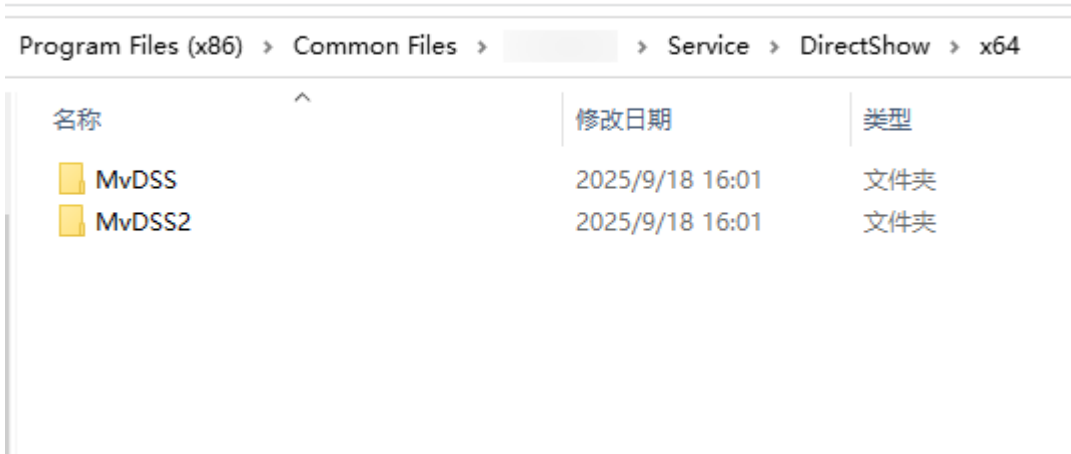 Program Files (x86) > Common Files > > Service > DirectShow > x64
名称 修改日期 类型
MvDSS 2025/9/18 16:01 文件夹
MvDSS2 2025/9/18 16:01 文件夹